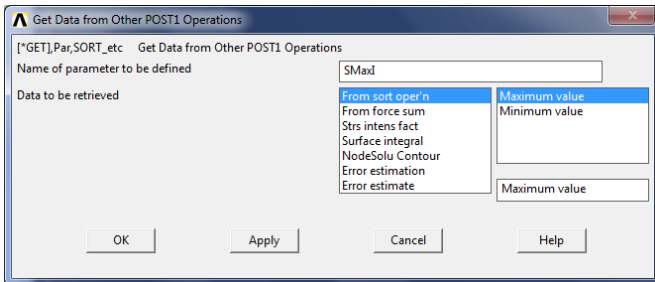 Get Data from Other POST1 Operations
[*GET],Par,SORT_etc Get Data from Other POST1 Operations
Name of parameter to be defined
SMaxI
Data to be retrieved
From sort oper'n
From force sum
Strs intens fact
Surface integral
NodeSolu Contour
Error estimation
Error estimate
Maximum value
Minimum value
Maximum value
OK
Apply
Cancel
Help